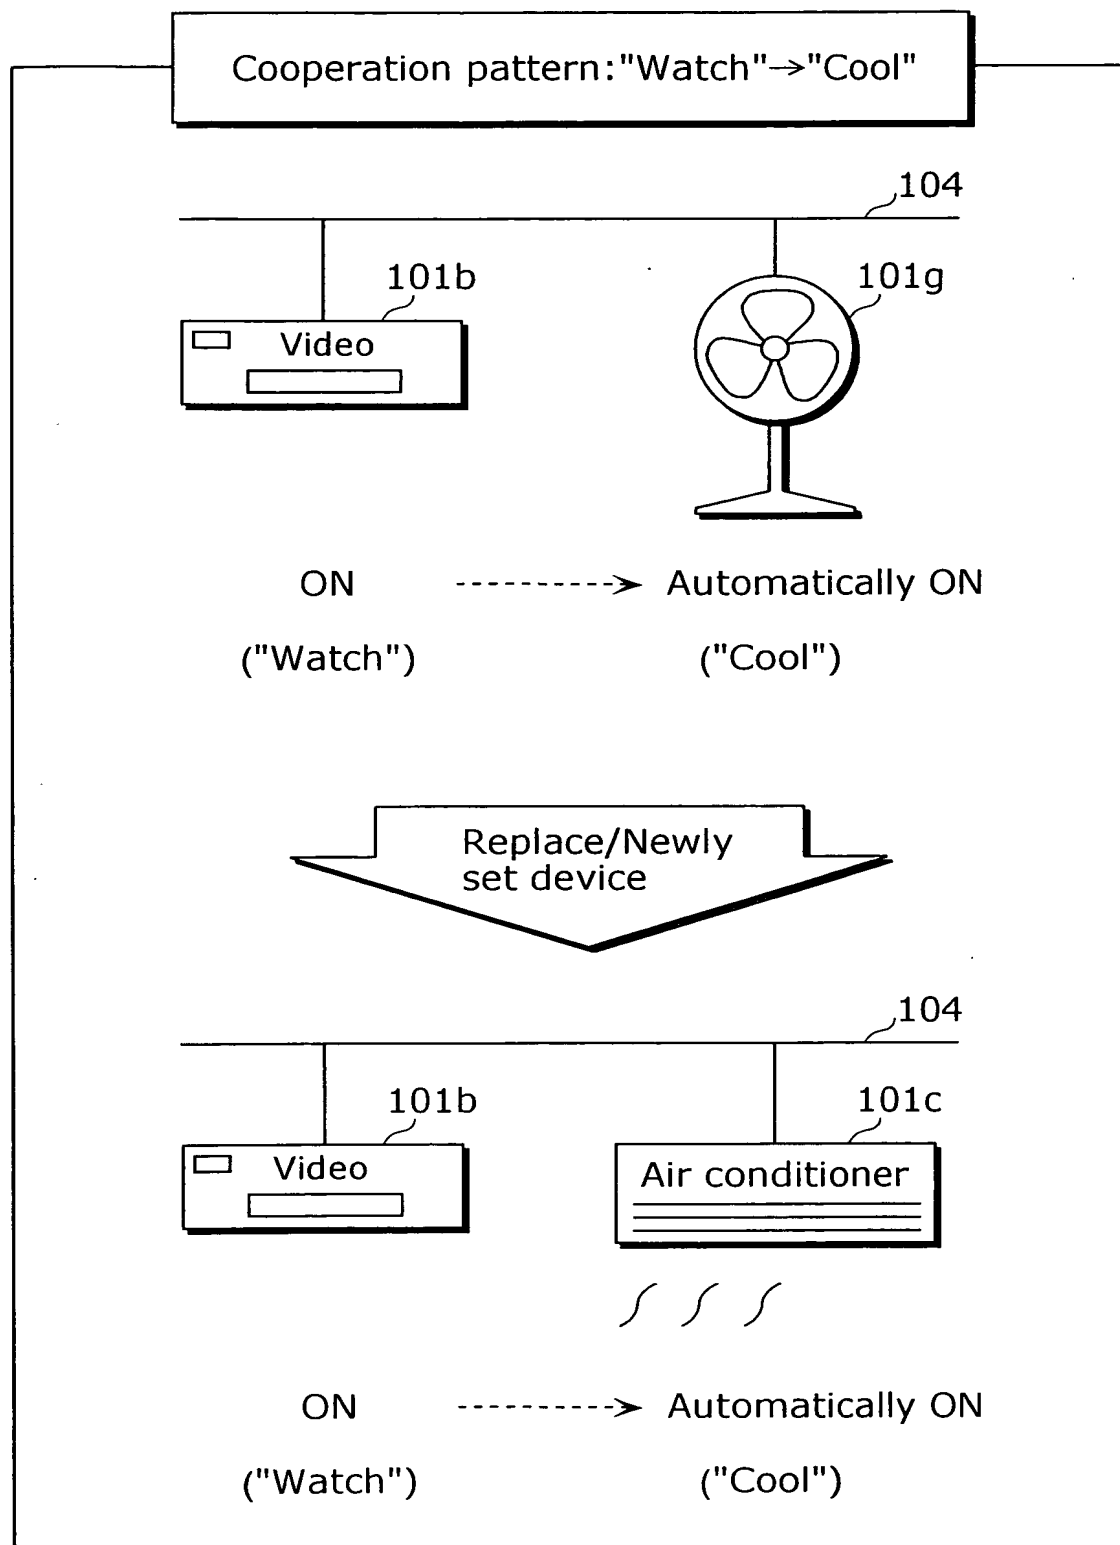 Cooperation pattern:"Watch"→"Cool"
104
101b
101g
Video
ON
Automatically ON
("Watch")
("Cool")
Replace/Newly
set device
104
101b
101c
Video
Air conditioner
ON
Automatically ON
("Watch")
("Cool")